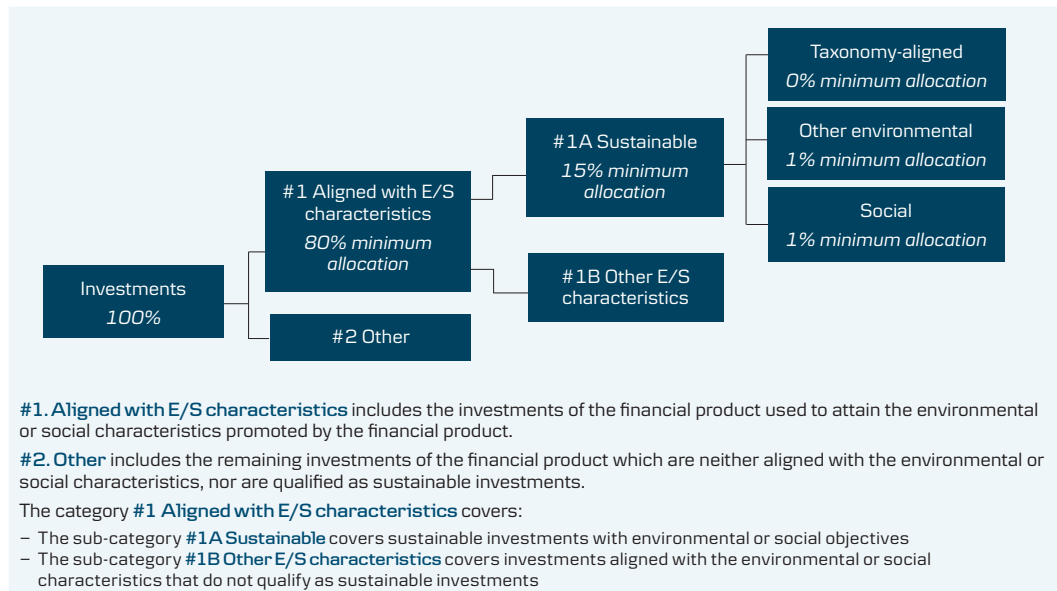 Investments
100%
#1 Aligned with E/S
characteristics
80% minimum
allocation
#2 Other
#1A Sustainable
15% minimum
allocation
#1B Other E/S
characteristics
Taxonomy-aligned
0% minimum allocation
Other environmental
1% minimum allocation
Social
1% minimum allocation
#1. Aligned with E/S characteristics includes the investments of the financial product used to attain the environmental
or social characteristics promoted by the financial product.
#2. Other includes the remaining investments of the financial product which are neither aligned with the environmental or
social characteristics, nor are qualified as sustainable investments.
The category #1 Aligned with E/S characteristics covers:
– The sub-category #1A Sustainable covers sustainable investments with environmental or social objectives
– The sub-category #1B Other E/S characteristics covers investments aligned with the environmental or social
characteristics that do not qualify as sustainable investments